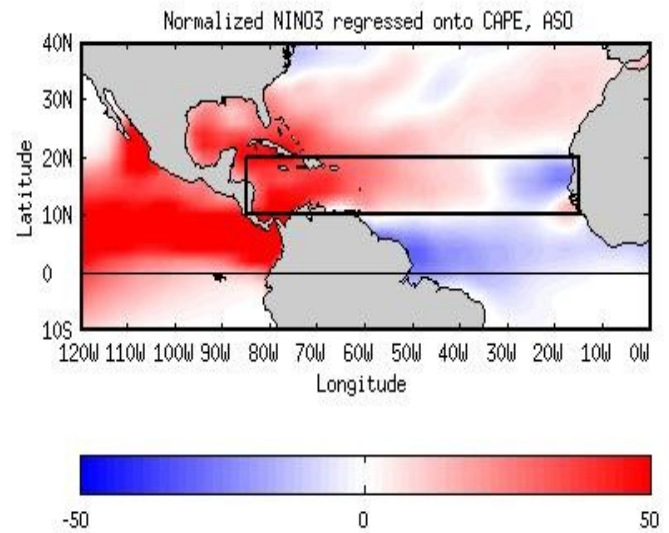 Normalized NINO3 regressed onto CAPE, ASO
40N
30N
20N
10N
0
10S
Latitude
120W 110W 100W 90W 80W 70W 60W 50W 40W 30W 20W 10W 0W
Longitude
-50 0 50